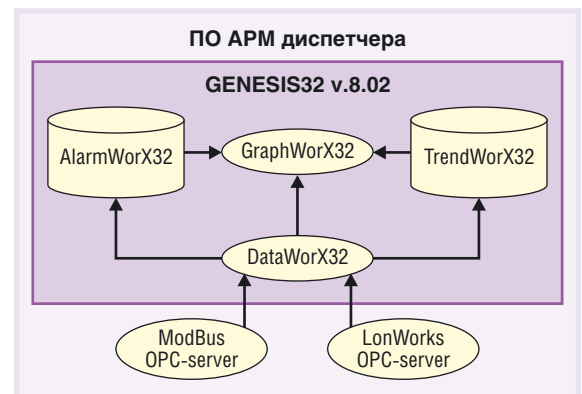 ПО АРМ диспетчера
GENESIS32 v.8.02
AlarmWorX32
GraphWorX32
TrendWorX32
DataWorX32
ModBus
OPC-server
LonWorks
OPC-server